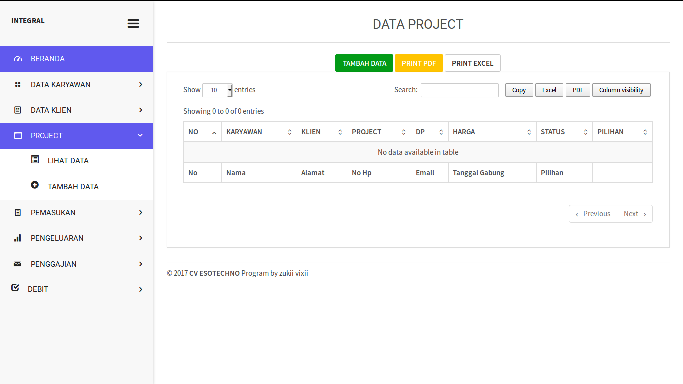 INTEGRAL
BERANDA
DATA KARYAWAN
DATA KLIEN
PROJECT
LIHAT DATA
TAMBAH DATA
PEMASUKAN
PENGELUARAN
PENGGAJIAN
DEBIT
DATA PROJECT
TAMBAH DATA PRINT PDF PRINT EXCEL
Show 10 entries Search: Copy Excel PDF Column visibility
Showing 0 to 0 of 0 entries
NO KARYAWAN KLIEN PROJECT DP HARGA STATUS PILIHAN
No data available in table
No Nama Alamat No Hp Email Tanggal Gabung Pilihan
Previous Next
© 2017 CV ESOTECHNO Program by zukii vixii